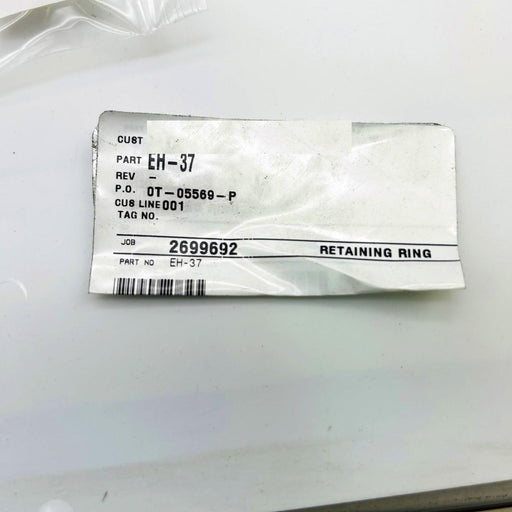 CUST
PART EH-37
REV -
P.O. 0T-05569-P
CUS LINE 001
TAG NO.
JOB 2699692 RETAINING RING
PART NO EH-37